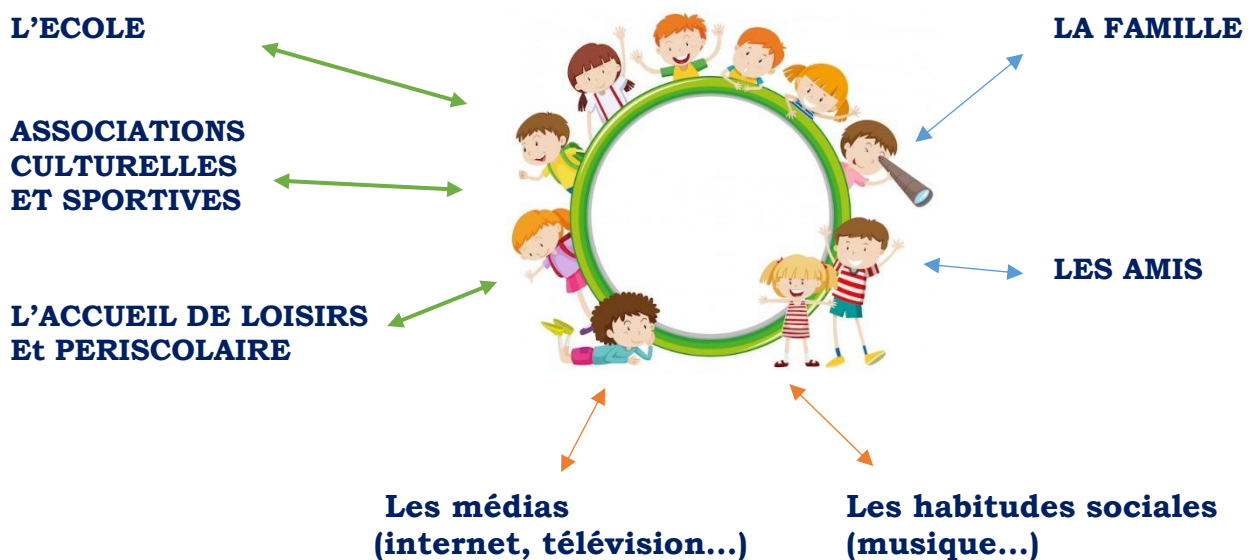 L’ECOLE
LA FAMILLE
ASSOCIATIONS
CULTURELLES
ET SPORTIVES
LES AMIS
L’ACCUEIL DE LOISIRS
Et PERISCOLAIRE
Les médias
(internet, télévision…)
Les habitudes sociales
(musique…)